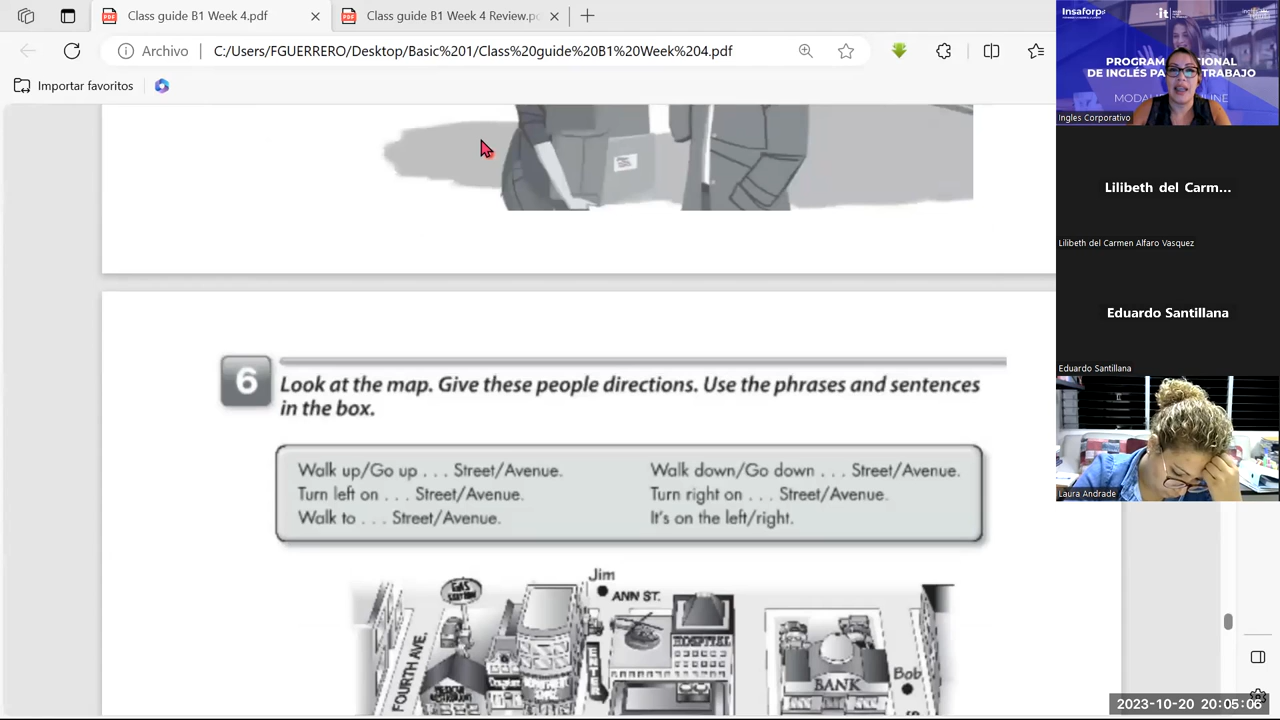 Class guide B1 Week 4.pdf
guide B1 Week
Review.p
Archivo
C:/Users/FGUERRERO/Desktop/Basic%201/Class%20guide%20B1%20Week%204.pdf
Importar favoritos
6
Look at the map. Give these people directions. Use the phrases and sentences
in the box.
Walk up/Go up . . . Street/Avenue.
Walk down/Go down . . . Street/Avenue.
Turn left on . . . Street/Avenue.
Turn right on . . . Street/Avenue.
Walk to . . . Street/Avenue.
It's on the left/right.
Jim
GAS
ANN ST.
FOURTH AVE.
HOSPITAL
BANK
Bob
Insaforp
it
DE INGLÉS PA
TRABAJO
Ingles Corporativo
Lilibeth del Carm...
Lilibeth del Carmen Alfaro Vasquez
Eduardo Santillana
Eduardo Santillana
Laura Andrade
2023-10-20 20:05:06